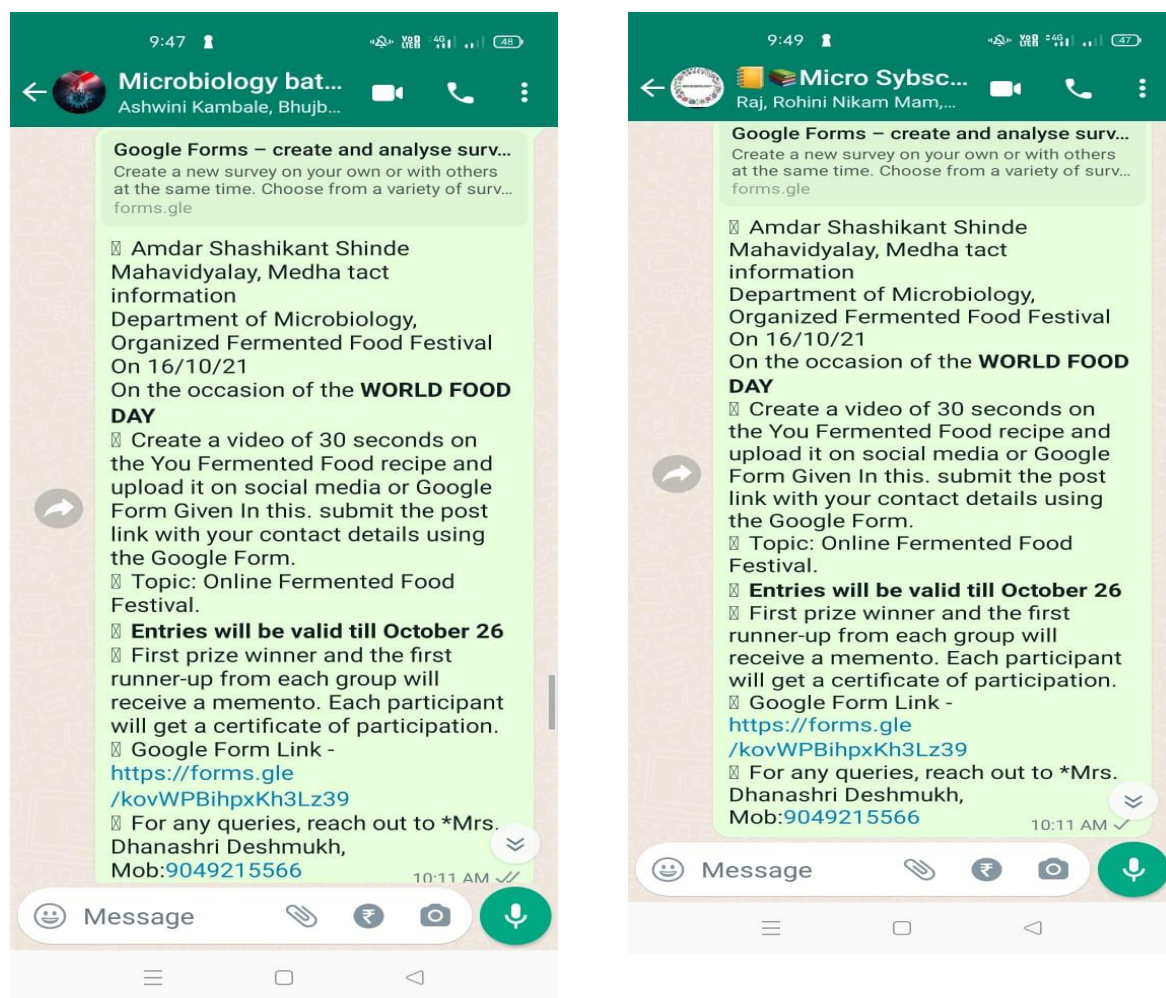 9:47
VoB LTEB 4G 48
Microbiology bat...
Ashwini Kambale, Bhujb...
Google Forms – create and analyse surv...
Create a new survey on your own or with others
at the same time. Choose from a variety of surv...
forms.gle
Amdar Shashikant Shinde
Mahavidyalay, Medha tact
information
Department of Microbiology,
Organized Fermented Food Festival
On 16/10/21
On the occasion of the WORLD FOOD
DAY
Create a video of 30 seconds on
the You Fermented Food recipe and
upload it on social media or Google
Form Given In this. submit the post
link with your contact details using
the Google Form.
Topic: Online Fermented Food
Festival.
Entries will be valid till October 26
First prize winner and the first
runner-up from each group will
receive a memento. Each participant
will get a certificate of participation.
Google Form Link -
https://forms.gle
/kovWPBihpxKh3Lz39
For any queries, reach out to *Mrs.
Dhanashri Deshmukh,
Mob:9049215566
10:11 AM
Message
₹
9:49
4G 47
Micro Sybsc...
Raj, Rohini Nikam Mam,...
MICROBIOLOGY
Google Forms – create and analyse surv...
Create a new survey on your own or with others
at the same time. Choose from a variety of surv...
forms.gle
Amdar Shashikant Shinde
Mahavidyalay, Medha tact
information
Department of Microbiology,
Organized Fermented Food Festival
On 16/10/21
On the occasion of the WORLD FOOD
DAY
Create a video of 30 seconds on
the You Fermented Food recipe and
upload it on social media or Google
Form Given In this. submit the post
link with your contact details using
the Google Form.
Topic: Online Fermented Food
Festival.
Entries will be valid till October 26
First prize winner and the first
runner-up from each group will
receive a memento. Each participant
will get a certificate of participation.
Google Form Link -
https://forms.gle
/kovWPBihpxKh3Lz39
For any queries, reach out to *Mrs.
Dhanashri Deshmukh,
Mob:9049215566
10:11 AM
Message
₹